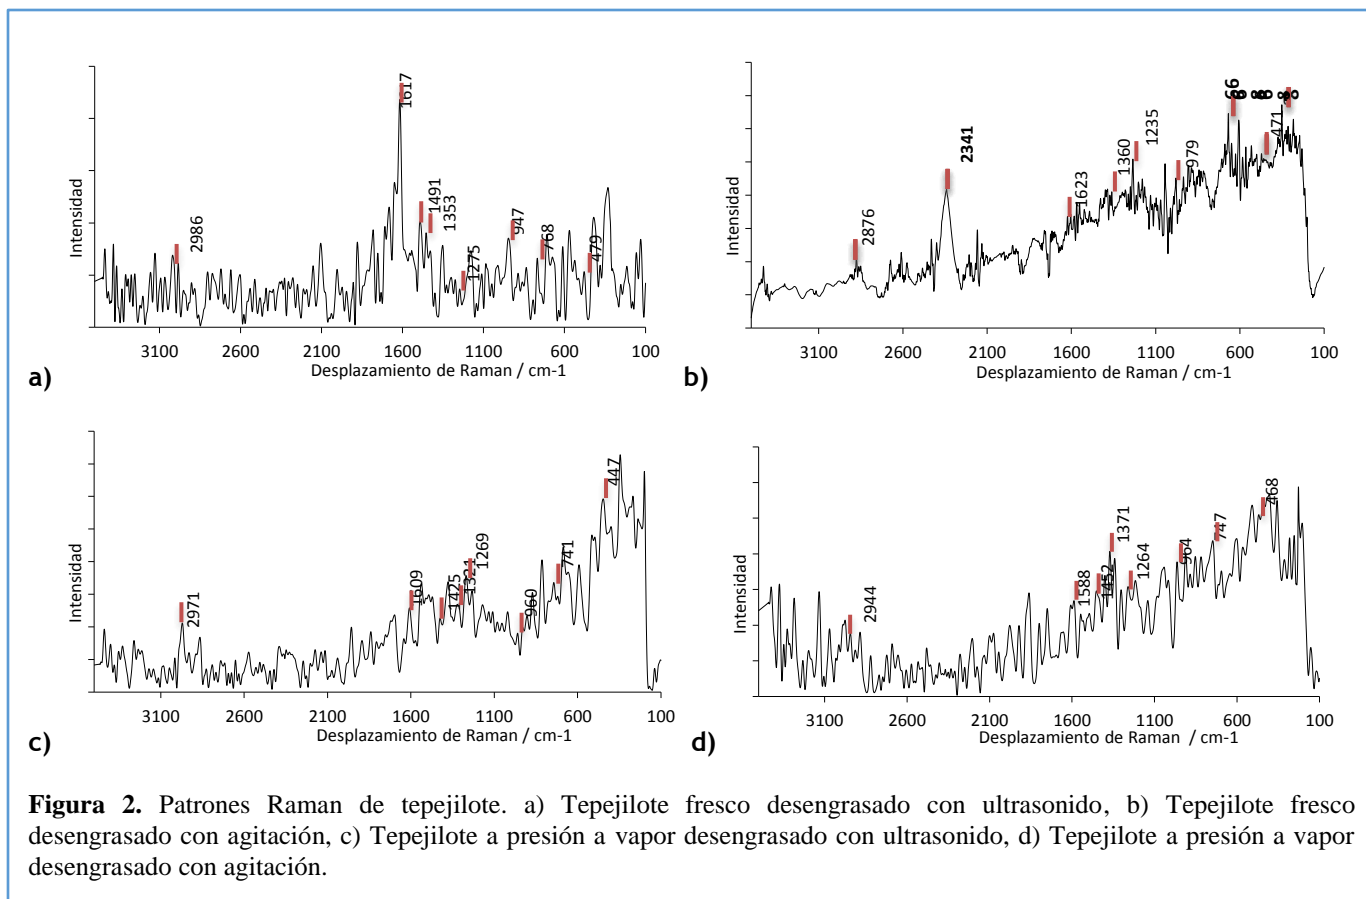 1617
1491
1353
2986
1275
947
768
479
Intensidad
3100 2600 2100 1600 1100 600 100
Desplazamiento de Raman / cm-1
a)
2341
2876
1623
1360
1235
979
471
Intensidad
3100 2600 2100 1600 1100 600 100
Desplazamiento de Raman / cm-1
b)
2971
1609
1425
1321
1269
960
741
447
Intensidad
3100 2600 2100 1600 1100 600 100
Desplazamiento de Raman / cm-1
c)
2944
1588
1452
1371
1264
964
747
468
Intensidad
3100 2600 2100 1600 1100 600 100
Desplazamiento de Raman / cm-1
d)
Figura 2. Patrones Raman de tepejilote. a) Tepejilote fresco desengrasado con ultrasonido, b) Tepejilote fresco
desengrasado con agitación, c) Tepejilote a presión a vapor desengrasado con ultrasonido, d) Tepejilote a presión a vapor
desengrasado con agitación.